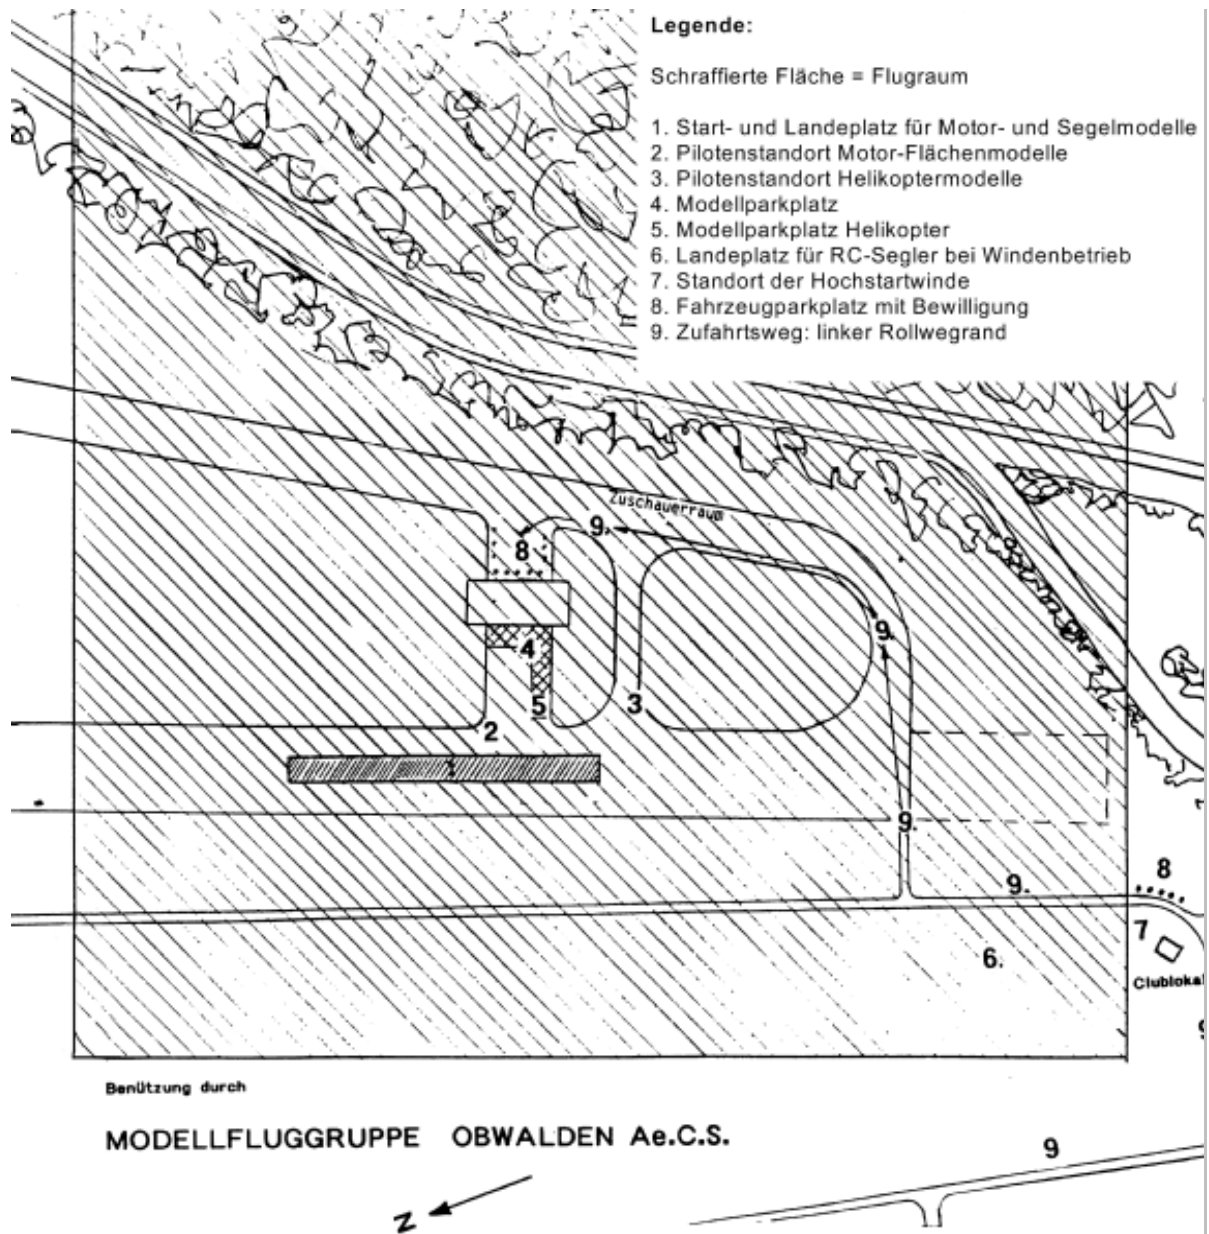 Legende:
Schraffierte Fläche = Flugraum
1. Start- und Landeplatz für Motor- und Segelmodelle
2. Pilotenstandort Motor-Flächenmodelle
3. Pilotenstandort Helikoptermodelle
4. Modellparkplatz
5. Modellparkplatz Helikopter
6. Landeplatz für RC-Segler bei Windenbetrieb
7. Standort der Hochstartwinde
8. Fahrzeugparkplatz mit Bewilligung
9. Zufahrtsweg: linker Rollwegrand
Zuschauerraum
9.
8
9.
4
5
3
2
9.
8
9.
7
6.
Clublokal
Benützung durch
MODELLFLUGGRUPPE OBWALDEN Ae.C.S.
9
N